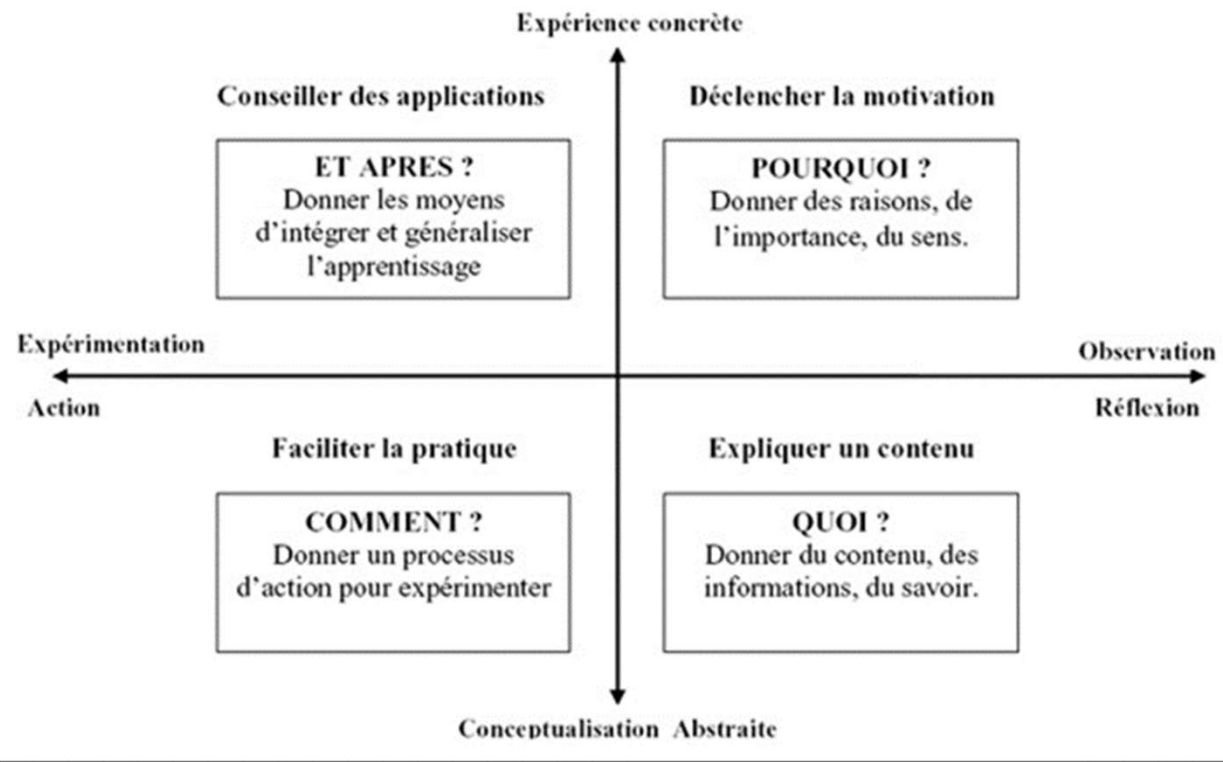 Expérience concrète
Conseiller des applications
Déclencher la motivation
ET APRES ?
Donner les moyens
d'intégrer et généraliser
l'apprentissage
POURQUOI ?
Donner des raisons, de
l'importance, du sens.
Expérimentation
Observation
Action
Réflexion
Faciliter la pratique
Expliquer un contenu
COMMENT ?
Donner un processus
d'action pour expérimenter
QUOI ?
Donner du contenu, des
informations, du savoir.
Conceptualisation Abstraite